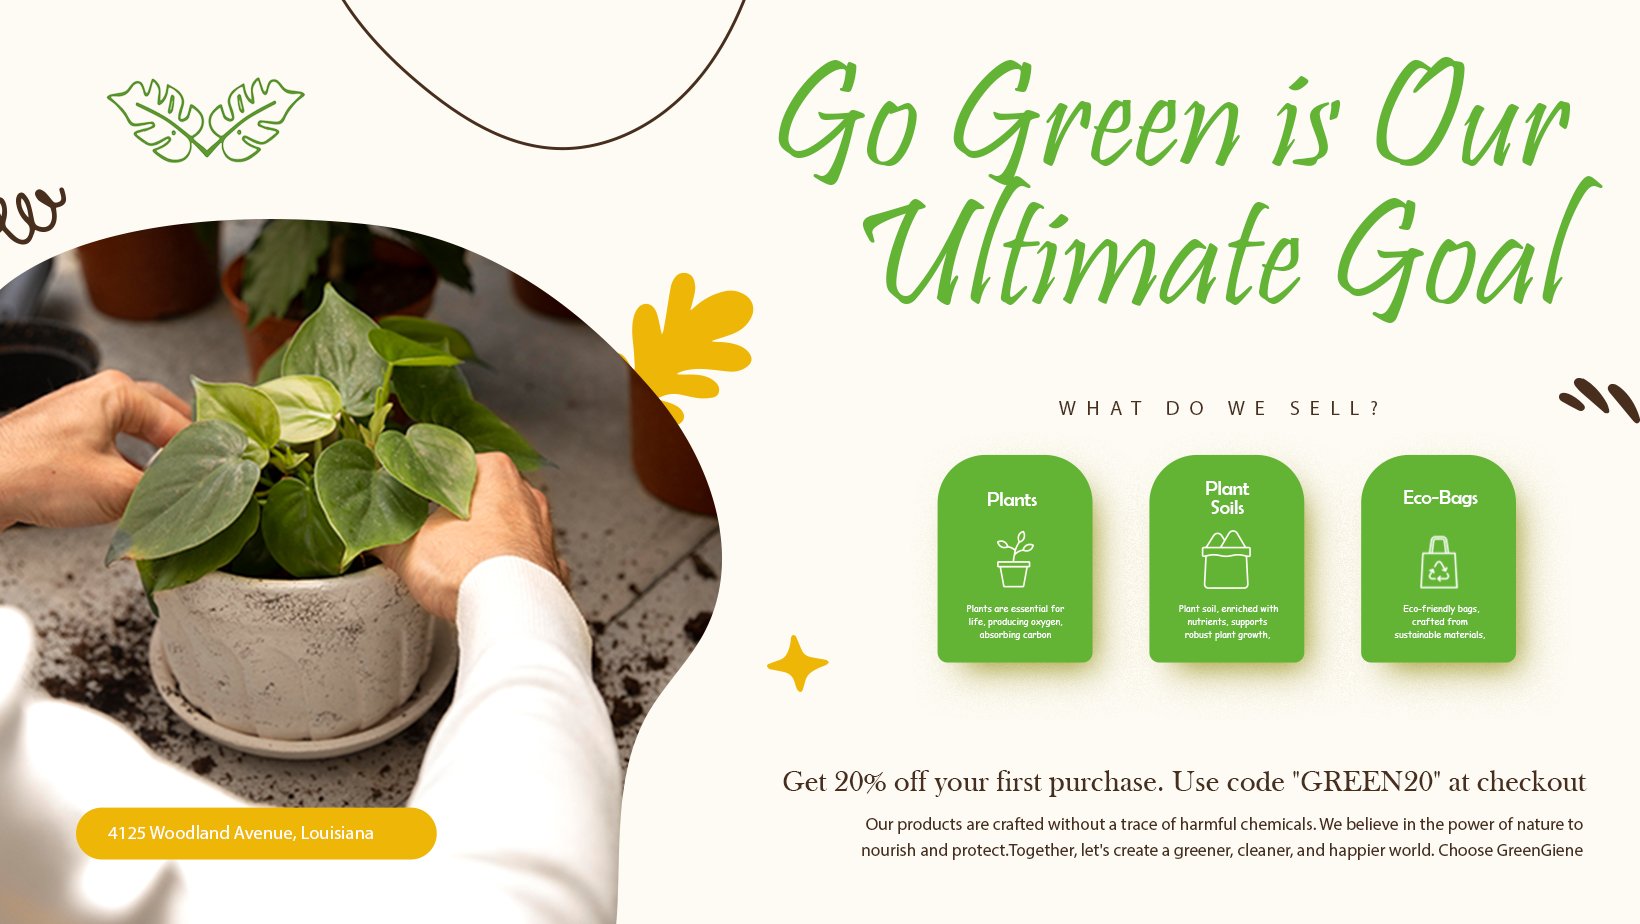 Go Green is Our
Ultimate Goal
WHAT DO WE SELL?
Plants
Plants are essential for
life, producing oxygen,
absorbing carbon
Plant
Soils
Plant soil, enriched with
nutrients, supports
robust plant growth,
Eco-Bags
Eco-friendly bags,
crafted from
sustainable materials,
Get 20% off your first purchase. Use code "GREEN20" at checkout
Our products are crafted without a trace of harmful chemicals. We believe in the power of nature to
nourish and protect.Together, let's create a greener, cleaner, and happier world. Choose GreenGiene
4125 Woodland Avenue, Louisiana